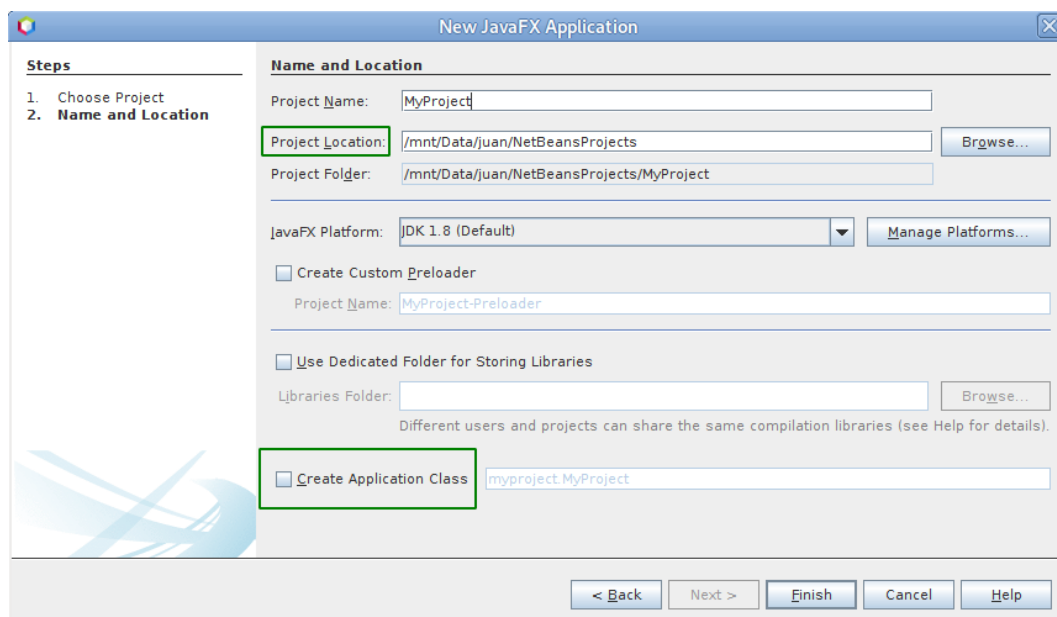 New JavaFX Application
Steps
1. Choose Project
2. Name and Location
Name and Location
Project Name: MyProject
Project Location: /mnt/Data/juan/NetBeansProjects Browse...
Project Folder: /mnt/Data/juan/NetBeansProjects/MyProject
JavaFX Platform: JDK 1.8 (Default) Manage Platforms...
Create Custom Preloader
Project Name: MyProject-Preloader
Use Dedicated Folder for Storing Libraries
Libraries Folder: Browse...
Different users and projects can share the same compilation libraries (see Help for details).
Create Application Class myproject.MyProject
< Back Next > Finish Cancel Help